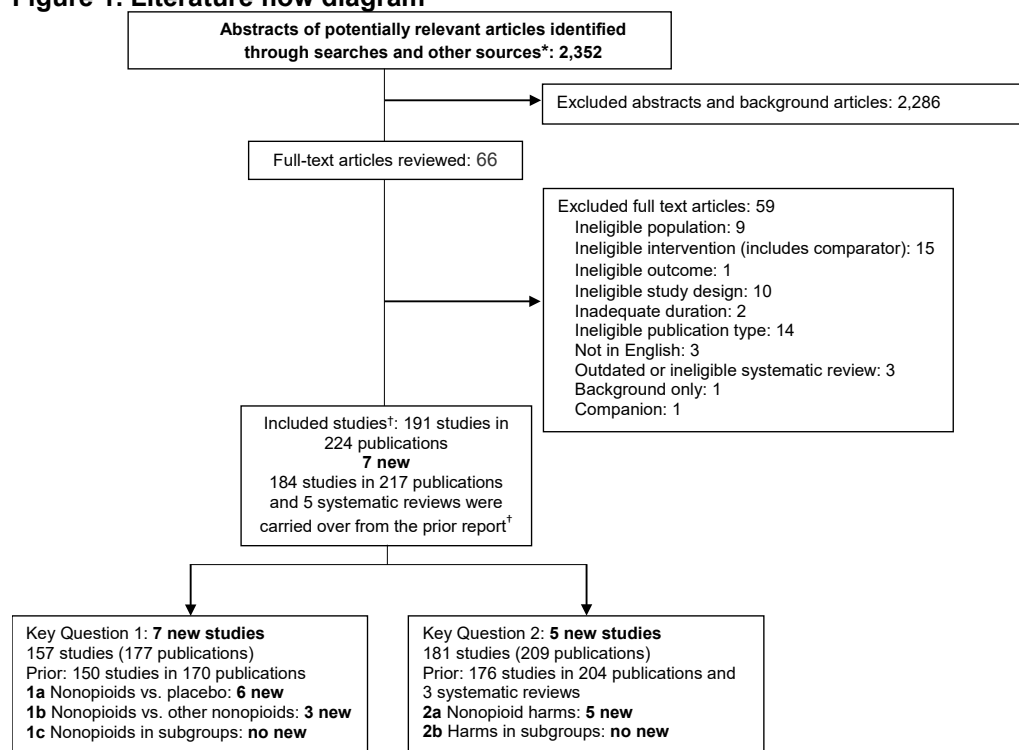 Figure 1. Literature flow diagram
Abstracts of potentially relevant articles identified
through searches and other sources*: 2,352
Excluded abstracts and background articles: 2,286
Full-text articles reviewed: 66
Excluded full text articles: 59
Ineligible population: 9
Ineligible intervention (includes comparator): 15
Ineligible outcome: 1
Ineligible study design: 10
Inadequate duration: 2
Ineligible publication type: 14
Not in English: 3
Outdated or ineligible systematic review: 3
Background only: 1
Companion: 1
Included studies†: 191 studies in
224 publications
7 new
184 studies in 217 publications
and 5 systematic reviews were
carried over from the prior report†
Key Question 1: 7 new studies
157 studies (177 publications)
Prior: 150 studies in 170 publications
1a Nonopioids vs. placebo: 6 new
1b Nonopioids vs. other nonopioids: 3 new
1c Nonopioids in subgroups: no new
Key Question 2: 5 new studies
181 studies (209 publications)
Prior: 176 studies in 204 publications and
3 systematic reviews
2a Nonopioid harms: 5 new
2b Harms in subgroups: no new